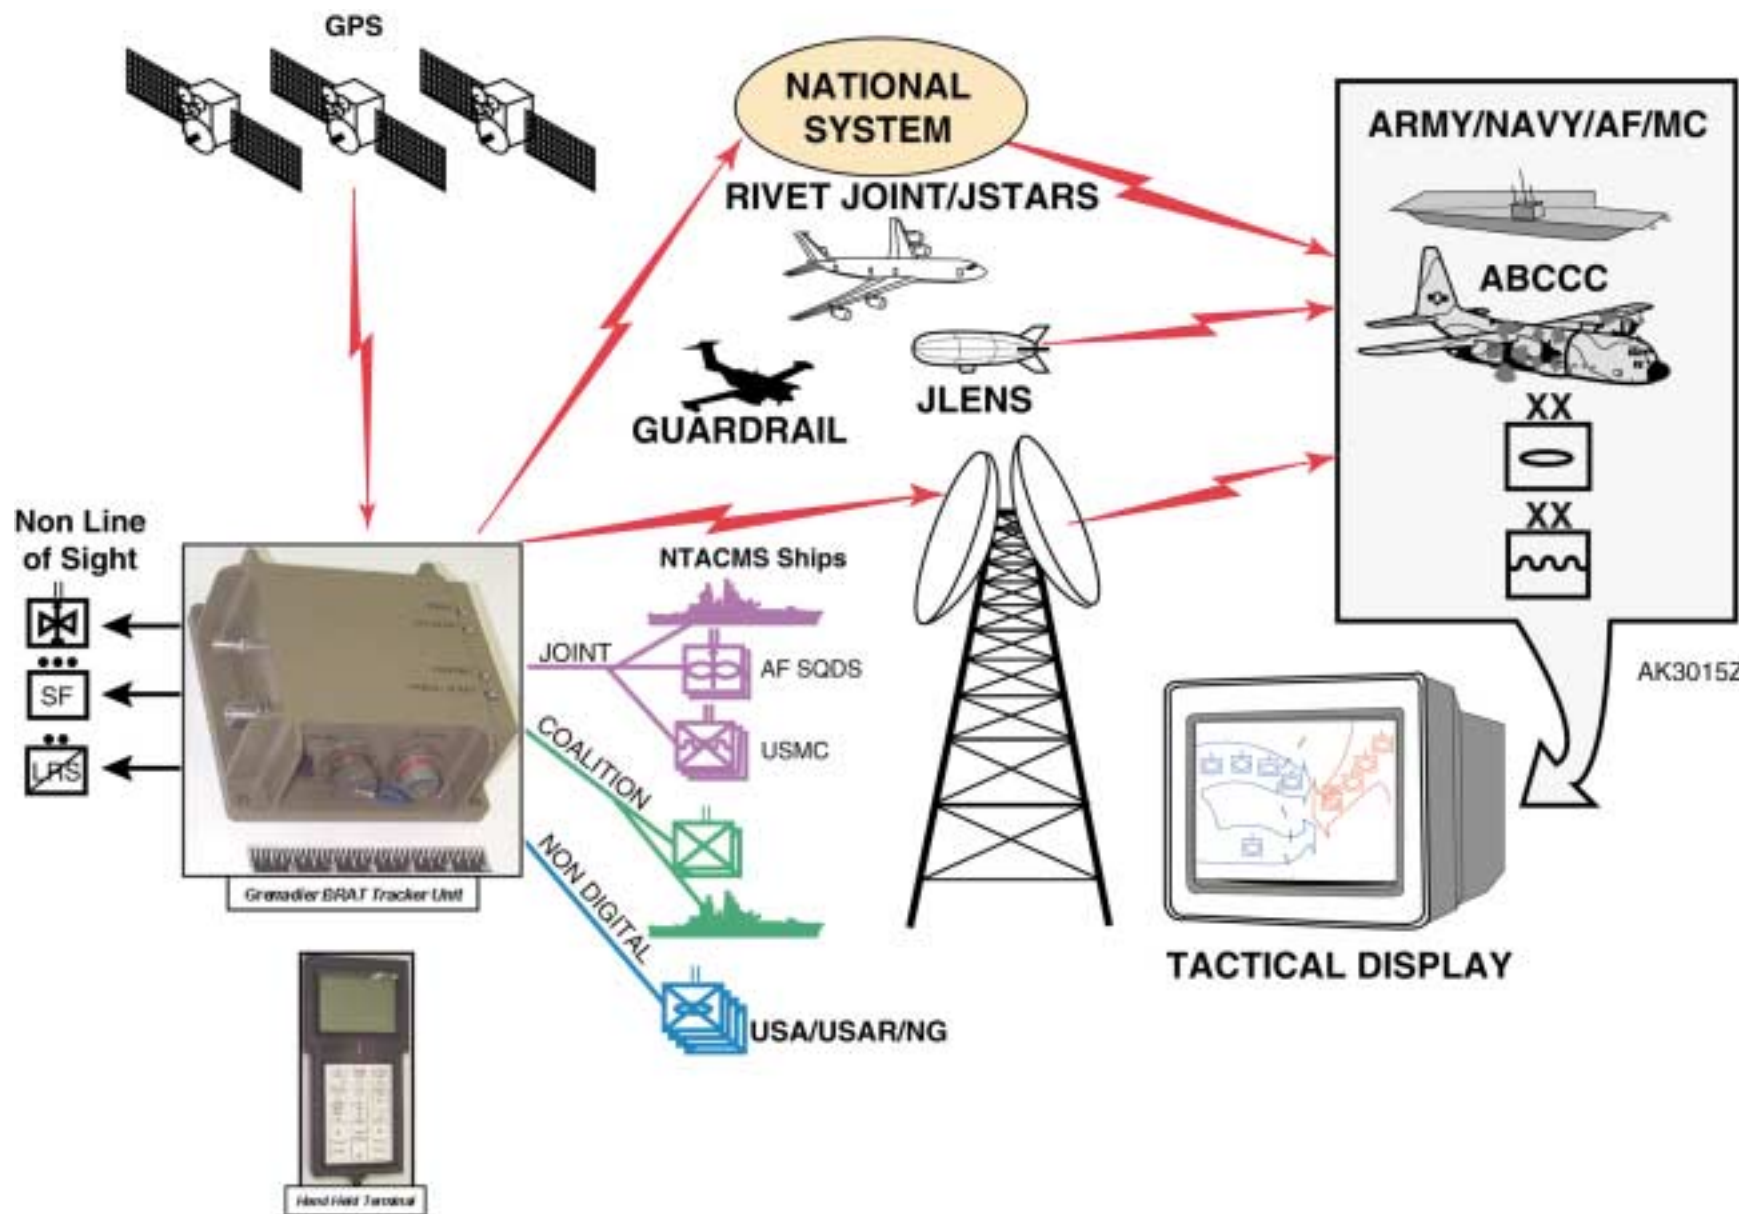 GPS
NATIONAL
SYSTEM
ARMY/NAVY/AF/MC
RIVET JOINT/JSTARS
ABCCC
JLENS
GUARDRAIL
XX
XX
Non Line
of Sight
NTACMS Ships
JOINT
AF SQDS
SF
USMC
LRS
COALITION
NON DIGITAL
AK3015Z
Grenadier BRAT Tracker Unit
TACTICAL DISPLAY
USA/USAR/NG
Hand Held Terminal